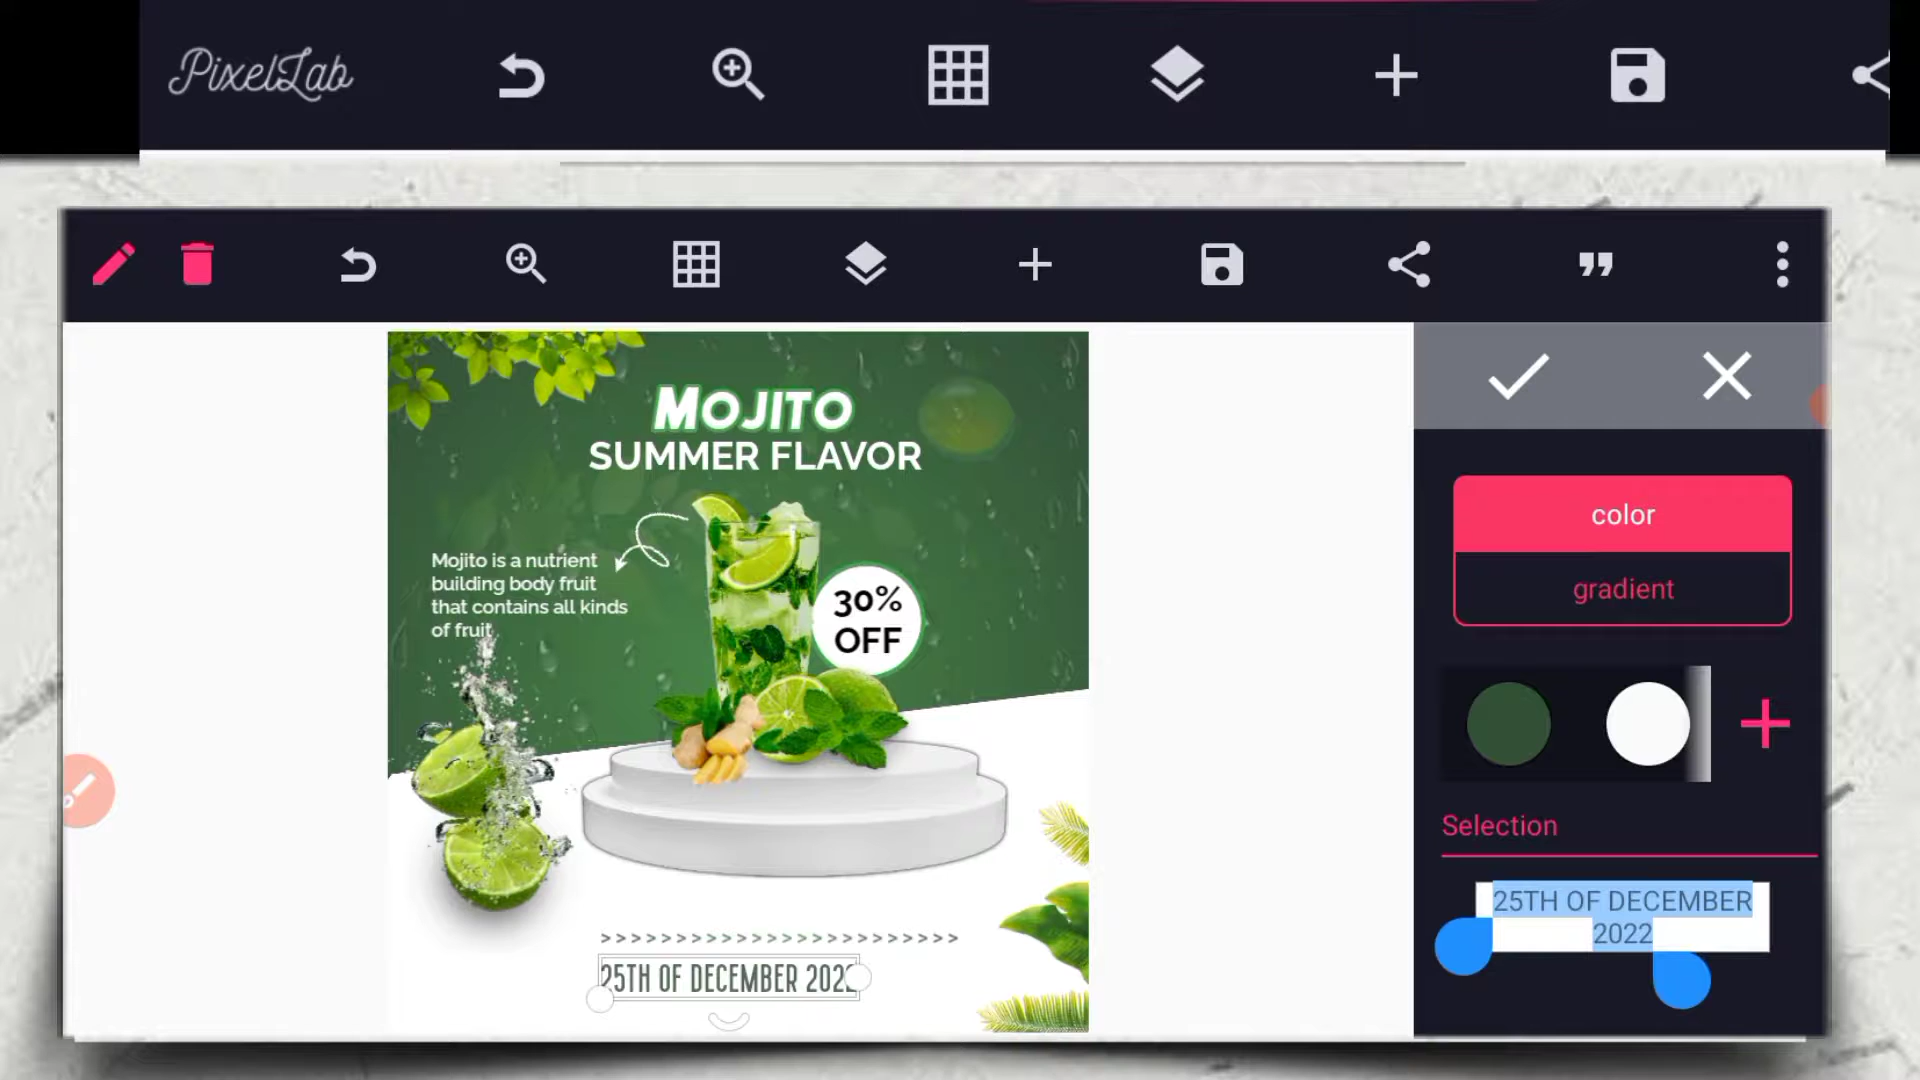 PixelLab
MOJITO
SUMMER FLAVOR
Mojito is a nutrient
building body fruit
that contains all kinds
of fruit
30%
OFF
>>>>>>>>>>>>>>>>>>>>>>>>
25TH OF DECEMBER 2022
color
gradient
Selection
25TH OF DECEMBER
2022